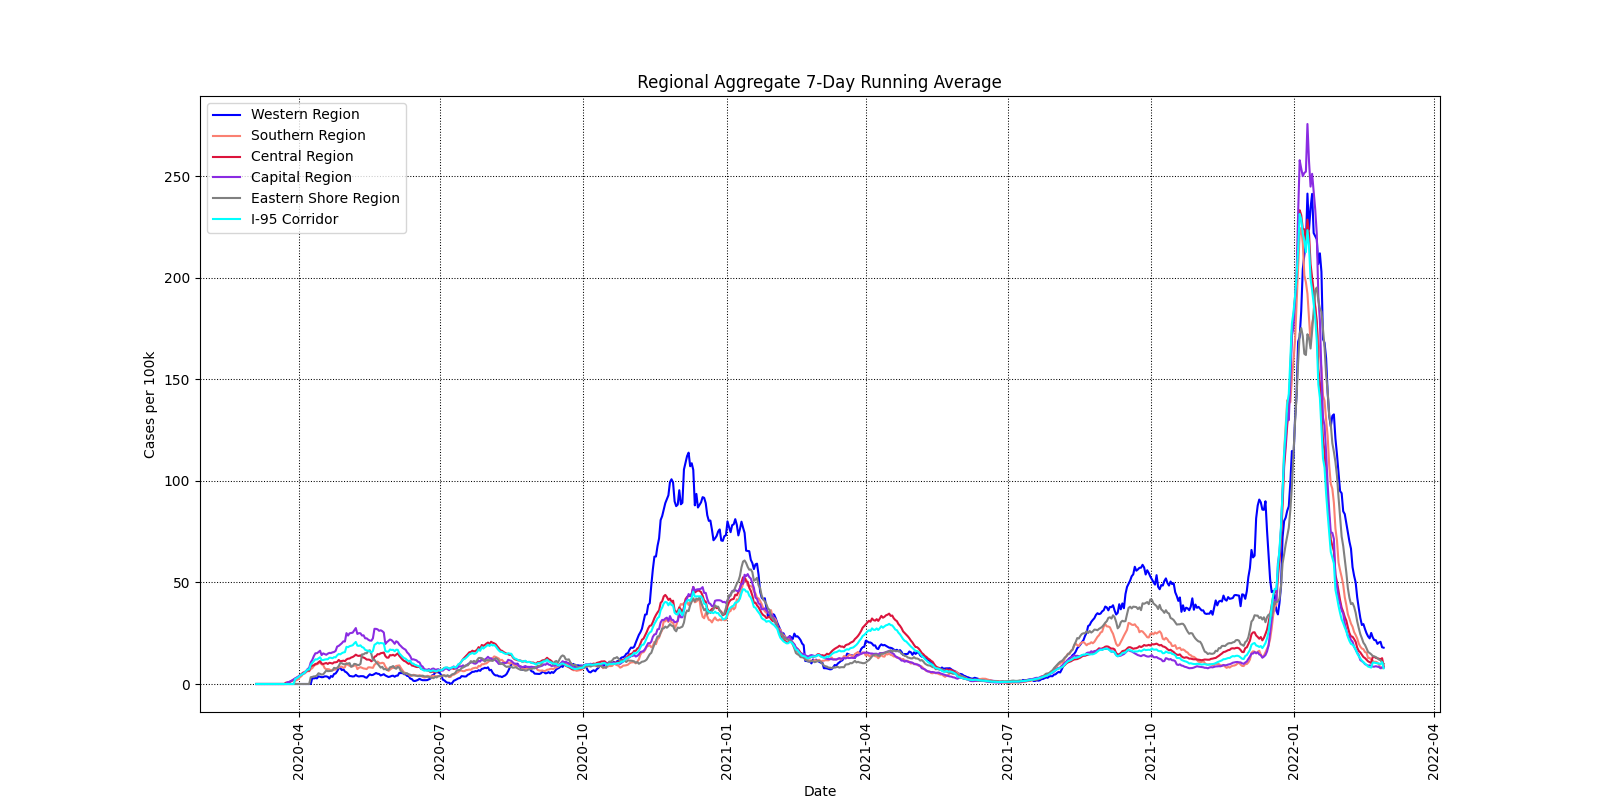 Regional Aggregate 7-Day Running Average
Western Region
Southern Region
Central Region
Capital Region
Eastern Shore Region
I-95 Corridor
Cases per 100k
250
200
150
100
50
0
2020-04
2020-07
2020-10
2021-01
2021-04
2021-07
2021-10
2022-01
2022-04
Date